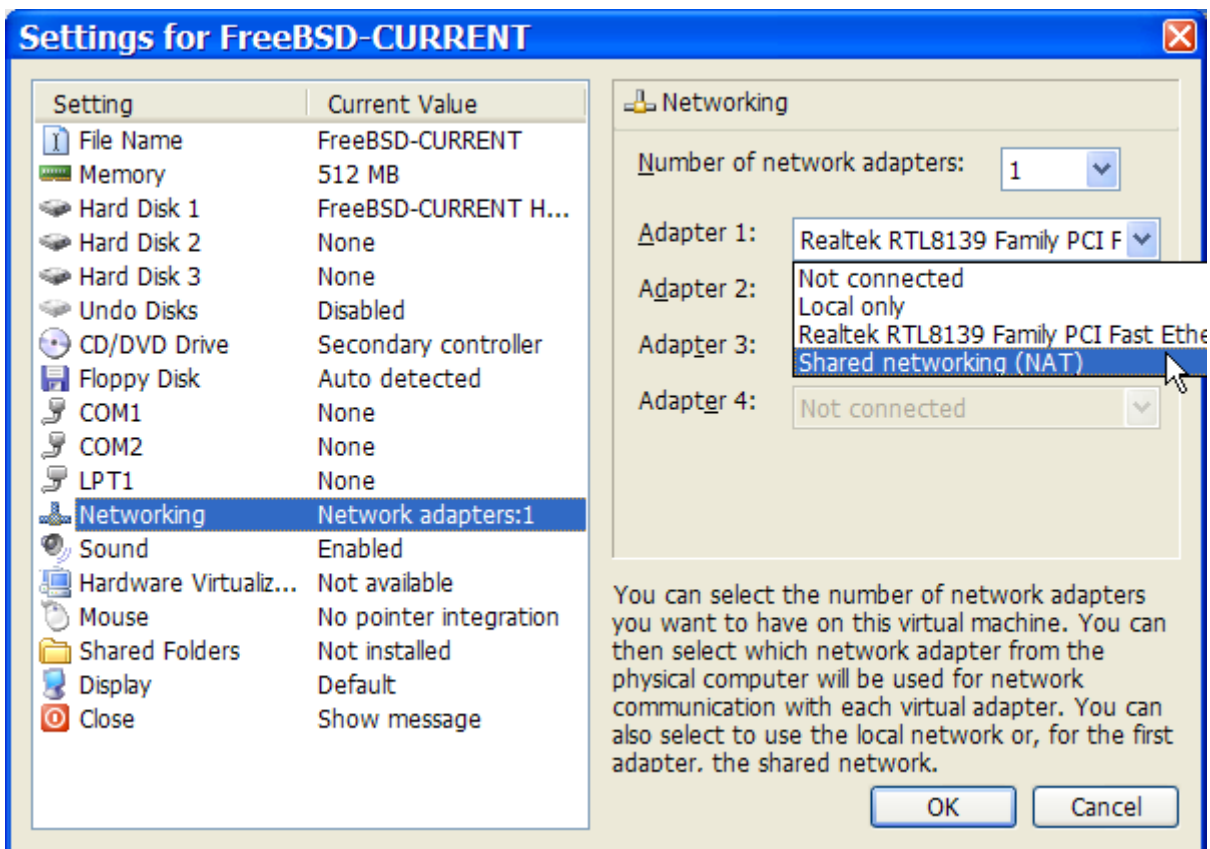 Settings for FreeBSD-CURRENT
Setting Current Value
File Name FreeBSD-CURRENT
Memory 512 MB
Hard Disk 1 FreeBSD-CURRENT H...
Hard Disk 2 None
Hard Disk 3 None
Undo Disks Disabled
CD/DVD Drive Secondary controller
Floppy Disk Auto detected
COM1 None
COM2 None
LPT1 None
Networking Network adapters:1
Sound Enabled
Hardware Virtualiz... Not available
Mouse No pointer integration
Shared Folders Not installed
Display Default
Close Show message
Networking
Number of network adapters: 1
Adapter 1: Realtek RTL8139 Family PCI F
Not connected
Local only
Realtek RTL8139 Family PCI Fast Ethe
Shared networking (NAT)
Adapter 2:
Adapter 3:
Adapter 4: Not connected
You can select the number of network adapters
you want to have on this virtual machine. You can
then select which network adapter from the
physical computer will be used for network
communication with each virtual adapter. You can
also select to use the local network or, for the first
adapter, the shared network.
OK Cancel